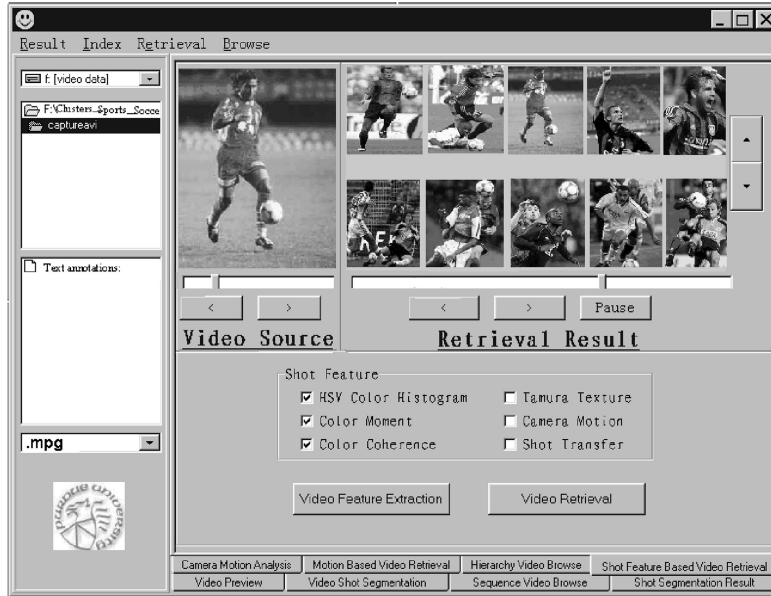 Result Index Retrieval Browse
f: [video data]
F:\Clusters_Sports_Socce
captureavi
Text annotations:
.mpg
PURDUE UNIVERSITY
< >
Video Source
< > Pause
Retrieval Result
Shot Feature
HSV Color Histogram
Tamura Texture
Color Moment
Camera Motion
Color Coherence
Shot Transfer
Video Feature Extraction
Video Retrieval
Camera Motion Analysis
Motion Based Video Retrieval
Hierarchy Video Browse
Shot Feature Based Video Retrieval
Video Preview
Video Shot Segmentation
Sequence Video Browse
Shot Segmentation Result